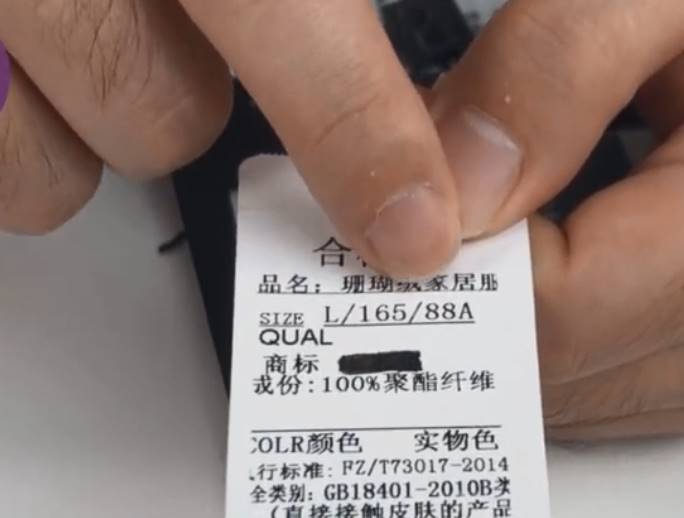 合
品名：珊瑚绒家居服
SIZE L/165/88A
QUAL
商标
成份:100%聚酯纤维
COLR颜色 实物色
行标准: FZ/T73017-2014
全类别: GB18401-2010B类
(直接接触皮肤的产品